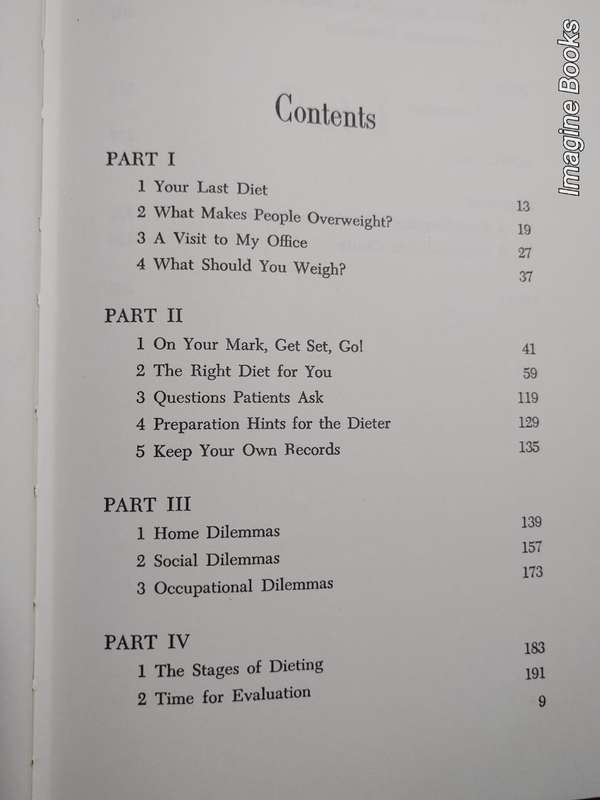 Imagine Books
Contents
PART I
1 Your Last Diet 13
2 What Makes People Overweight? 19
3 A Visit to My Office 27
4 What Should You Weigh? 37
PART II
1 On Your Mark, Get Set, Go! 41
2 The Right Diet for You 59
3 Questions Patients Ask 119
4 Preparation Hints for the Dieter 129
5 Keep Your Own Records 135
PART III
1 Home Dilemmas 139
2 Social Dilemmas 157
3 Occupational Dilemmas 173
PART IV
1 The Stages of Dieting 183
2 Time for Evaluation 191
9